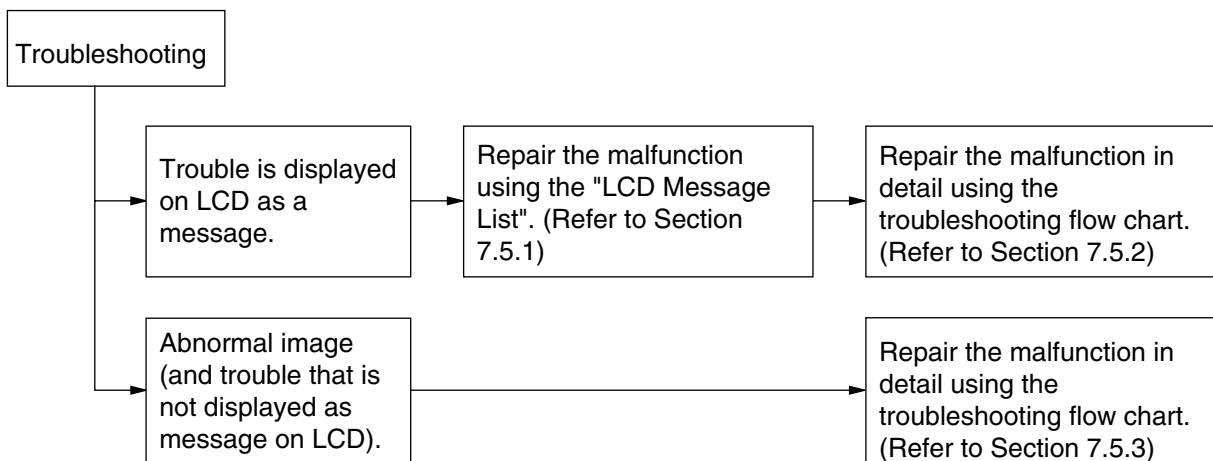 Troubleshooting
Trouble is displayed
on LCD as a
message.
Repair the malfunction
using the "LCD Message
List". (Refer to Section
7.5.1)
Repair the malfunction in
detail using the
troubleshooting flow chart.
(Refer to Section 7.5.2)
Abnormal image
(and trouble that is
not displayed as
message on LCD).
Repair the malfunction in
detail using the
troubleshooting flow chart.
(Refer to Section 7.5.3)